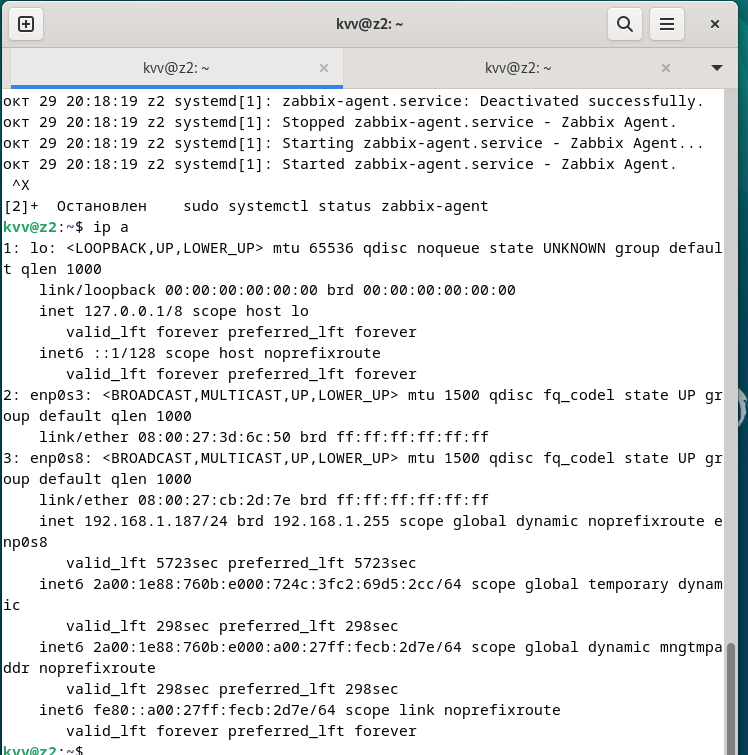 kvv@z2: ~
kvv@z2: ~
kvv@z2: ~
окт 29 20:18:19 z2 systemd[1]: zabbix-agent.service: Deactivated successfully.
окт 29 20:18:19 z2 systemd[1]: Stopped zabbix-agent.service - Zabbix Agent.
окт 29 20:18:19 z2 systemd[1]: Starting zabbix-agent.service - Zabbix Agent...
окт 29 20:18:19 z2 systemd[1]: Started zabbix-agent.service - Zabbix Agent.
^X
[2]+  Остановлен    sudo systemctl status zabbix-agent
kvv@z2:~$ ip a
1: lo: <LOOPBACK,UP,LOWER_UP> mtu 65536 qdisc noqueue state UNKNOWN group defaul
t qlen 1000
    link/loopback 00:00:00:00:00:00 brd 00:00:00:00:00:00
    inet 127.0.0.1/8 scope host lo
       valid_lft forever preferred_lft forever
    inet6 ::1/128 scope host noprefixroute
       valid_lft forever preferred_lft forever
2: enp0s3: <BROADCAST,MULTICAST,UP,LOWER_UP> mtu 1500 qdisc fq_codel state UP gr
oup default qlen 1000
    link/ether 08:00:27:3d:6c:50 brd ff:ff:ff:ff:ff:ff
3: enp0s8: <BROADCAST,MULTICAST,UP,LOWER_UP> mtu 1500 qdisc fq_codel state UP gr
oup default qlen 1000
    link/ether 08:00:27:cb:2d:7e brd ff:ff:ff:ff:ff:ff
    inet 192.168.1.187/24 brd 192.168.1.255 scope global dynamic noprefixroute e
np0s8
       valid_lft 5723sec preferred_lft 5723sec
    inet6 2a00:1e88:760b:e000:724c:3fc2:69d5:2cc/64 scope global temporary dynam
ic
       valid_lft 298sec preferred_lft 298sec
    inet6 2a00:1e88:760b:e000:a00:27ff:fecb:2d7e/64 scope global dynamic mngtmpa
ddr noprefixroute
       valid_lft 298sec preferred_lft 298sec
    inet6 fe80::a00:27ff:fecb:2d7e/64 scope link noprefixroute
       valid_lft forever preferred_lft forever
kvv@z2:~$